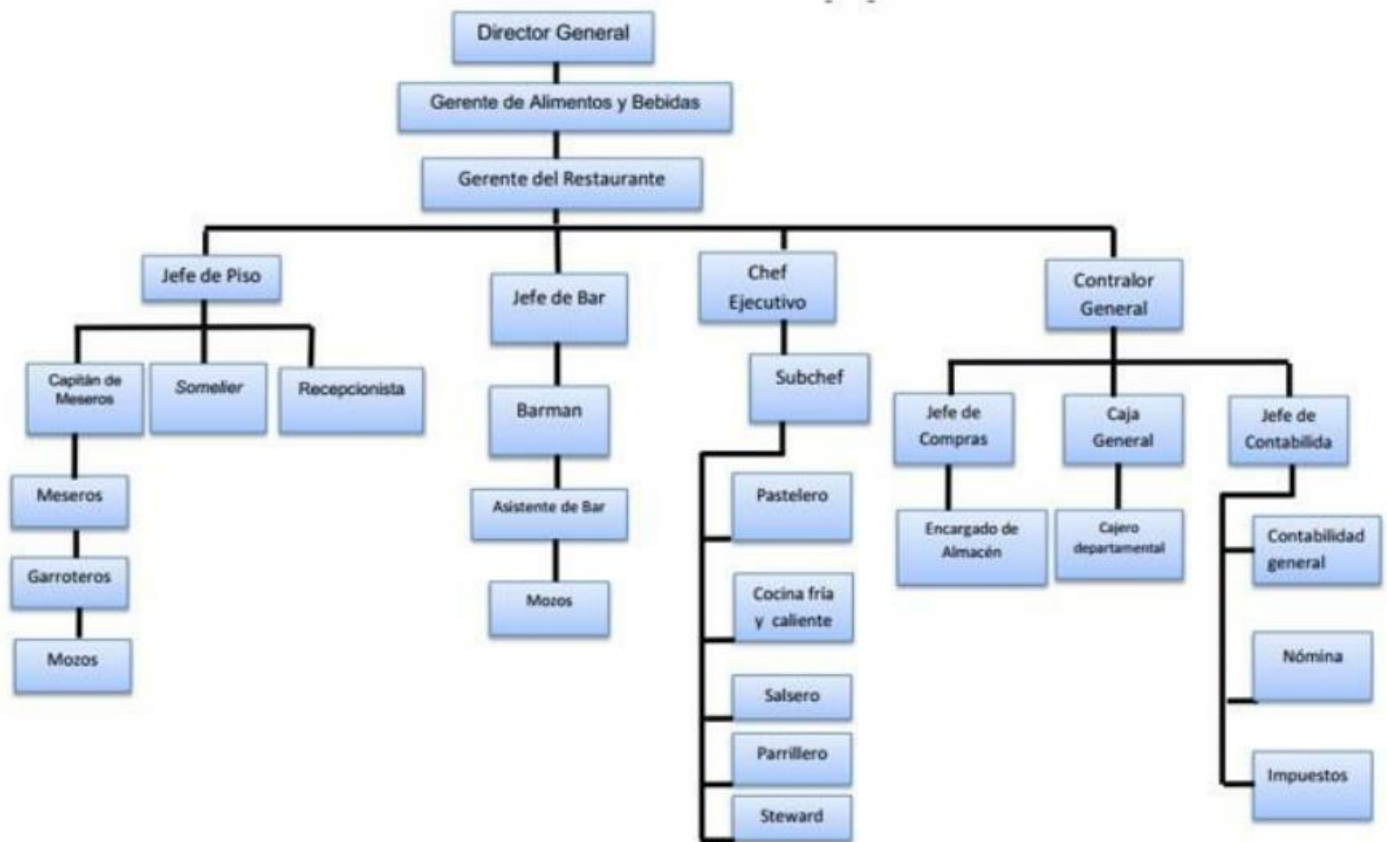 Director General
Gerente de Alimentos y Bebidas
Gerente del Restaurante
Jefe de Piso
Jefe de Bar
Chef
Ejecutivo
Contralor
General
Capitán de
Meseros
Somelier
Recepcionista
Barman
Subchef
Jefe de
Compras
Caja
General
Jefe de
Contabilida
Meseros
Asistente de Bar
Pastelero
Encargado de
Almacén
Cajero
departamental
Contabilidad
general
Garroteros
Mozos
Cocina fría
y caliente
Nómina
Mozos
Salsero
Parrillero
Impuestos
Steward